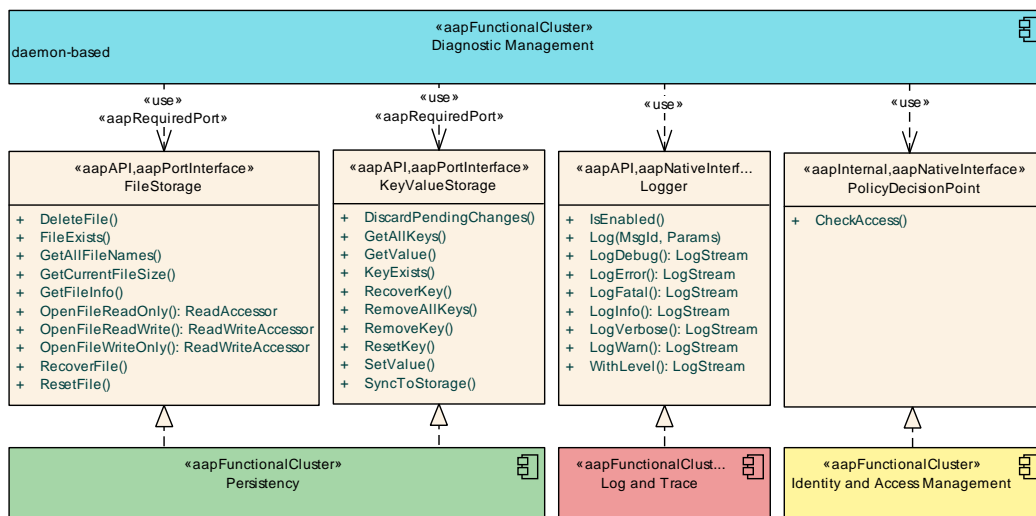 «aapFunctionalCluster»
Diagnostic Management
daemon-based
«use»
«aapRequiredPort»
«use»
«aapRequiredPort»
«use»
«use»
«aapAPI,aapPortInterface»
FileStorage
+ DeleteFile()
+ FileExists()
+ GetAllFileNames()
+ GetCurrentFileSize()
+ GetFileInfo()
+ OpenFileReadOnly(): ReadAccessor
+ OpenFileReadWrite(): ReadWriteAccessor
+ OpenFileWriteOnly(): ReadWriteAccessor
+ RecoverFile()
+ ResetFile()
«aapAPI,aapPortInterface»
KeyValueStorage
+ DiscardPendingChanges()
+ GetAllKeys()
+ GetValue()
+ KeyExists()
+ RecoverKey()
+ RemoveAllKeys()
+ RemoveKey()
+ ResetKey()
+ SetValue()
+ SyncToStorage()
«aapAPI,aapNativeInterf...
Logger
+ IsEnabled()
+ Log(MsgId, Params)
+ LogDebug(): LogStream
+ LogError(): LogStream
+ LogFatal(): LogStream
+ LogInfo(): LogStream
+ LogVerbose(): LogStream
+ LogWarn(): LogStream
+ WithLevel(): LogStream
«aapInternal,aapNativeInterface»
PolicyDecisionPoint
+ CheckAccess()
«aapFunctionalCluster»
Persistency
«aapFunctionalClust...
Log and Trace
«aapFunctionalCluster»
Identity and Access Management